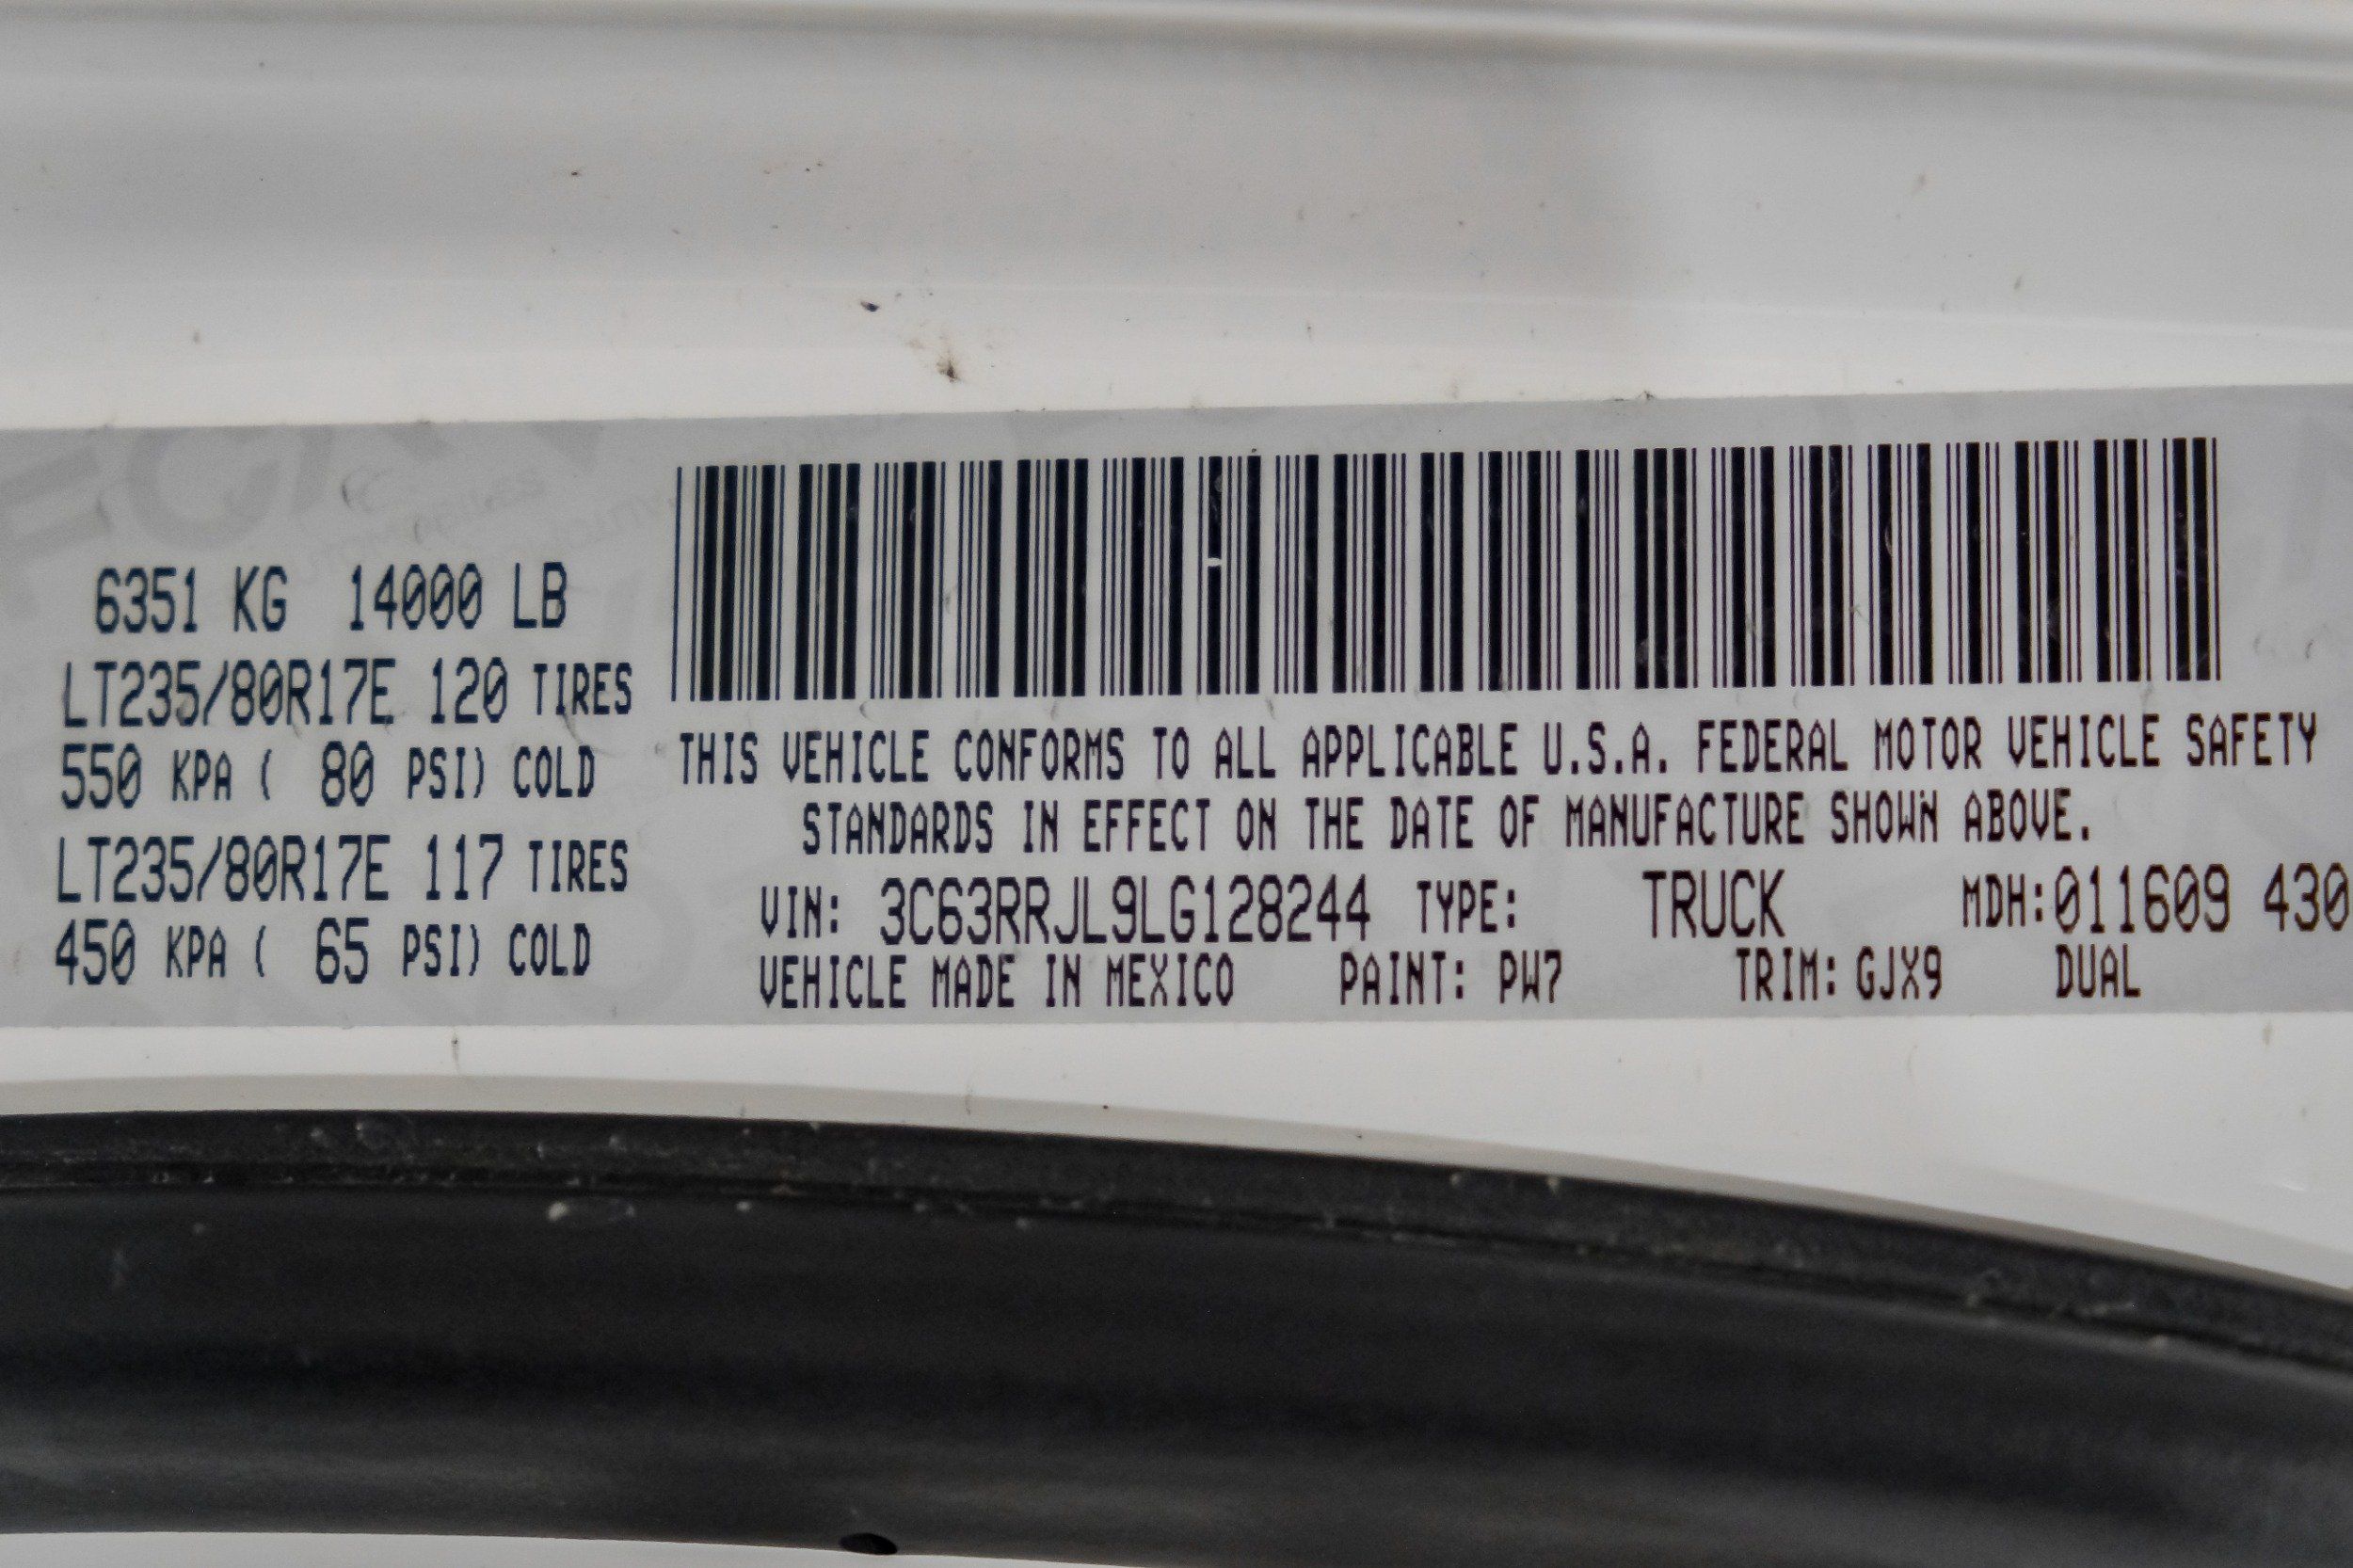 6351 KG 14000 LB
LT235/80R17E 120 TIRES
550 KPA ( 80 PSI) COLD
LT235/80R17E 117 TIRES
450 KPA ( 65 PSI) COLD
THIS VEHICLE CONFORMS TO ALL APPLICABLE U.S.A. FEDERAL MOTOR VEHICLE SAFETY
STANDARDS IN EFFECT ON THE DATE OF MANUFACTURE SHOWN ABOVE.
VIN: 3C63RRJL9LG128244 TYPE: TRUCK MDH:011609 430
VEHICLE MADE IN MEXICO PAINT: PW7 TRIM: GJX9 DUAL